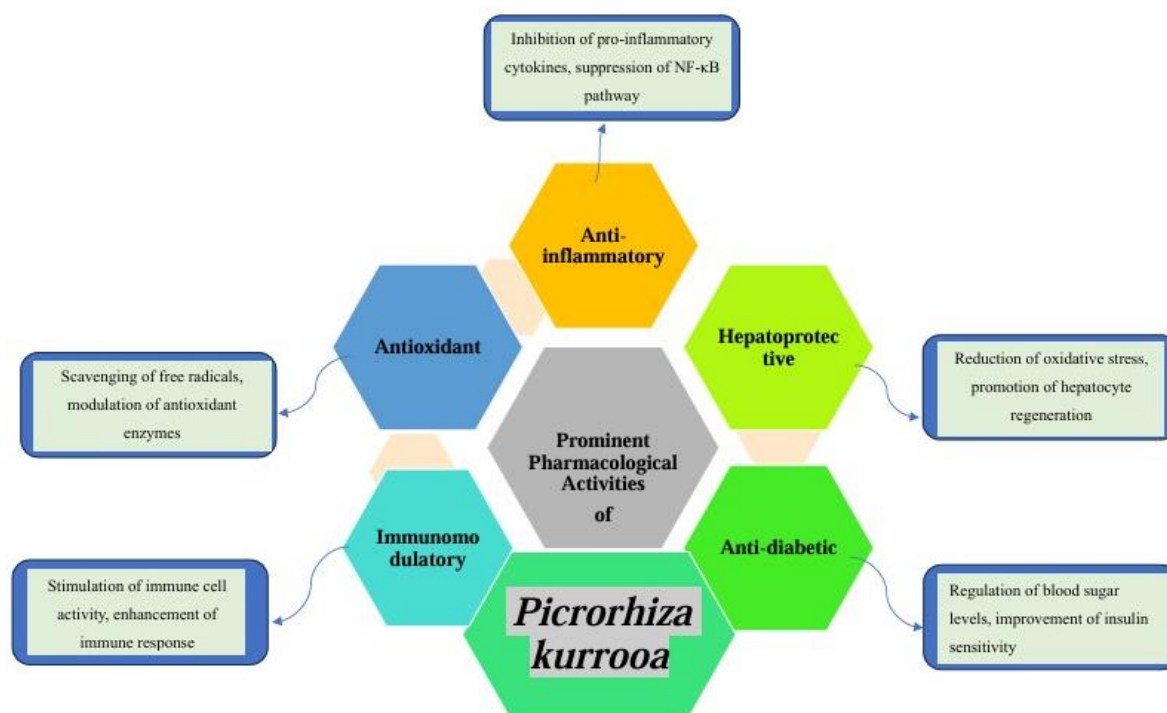 Inhibition of pro-inflammatory
cytokines, suppression of NF-κB
pathway
Anti-
inflammatory
Antioxidant
Hepatoprotec
tive
Scavenging of free radicals,
modulation of antioxidant
enzymes
Reduction of oxidative stress,
promotion of hepatocyte
regeneration
Prominent
Pharmacological
Activities
of
Immunomo
dulatory
Anti-diabetic
Stimulation of immune cell
activity, enhancement of
immune response
Picrorhiza
kurrooa
Regulation of blood sugar
levels, improvement of insulin
sensitivity